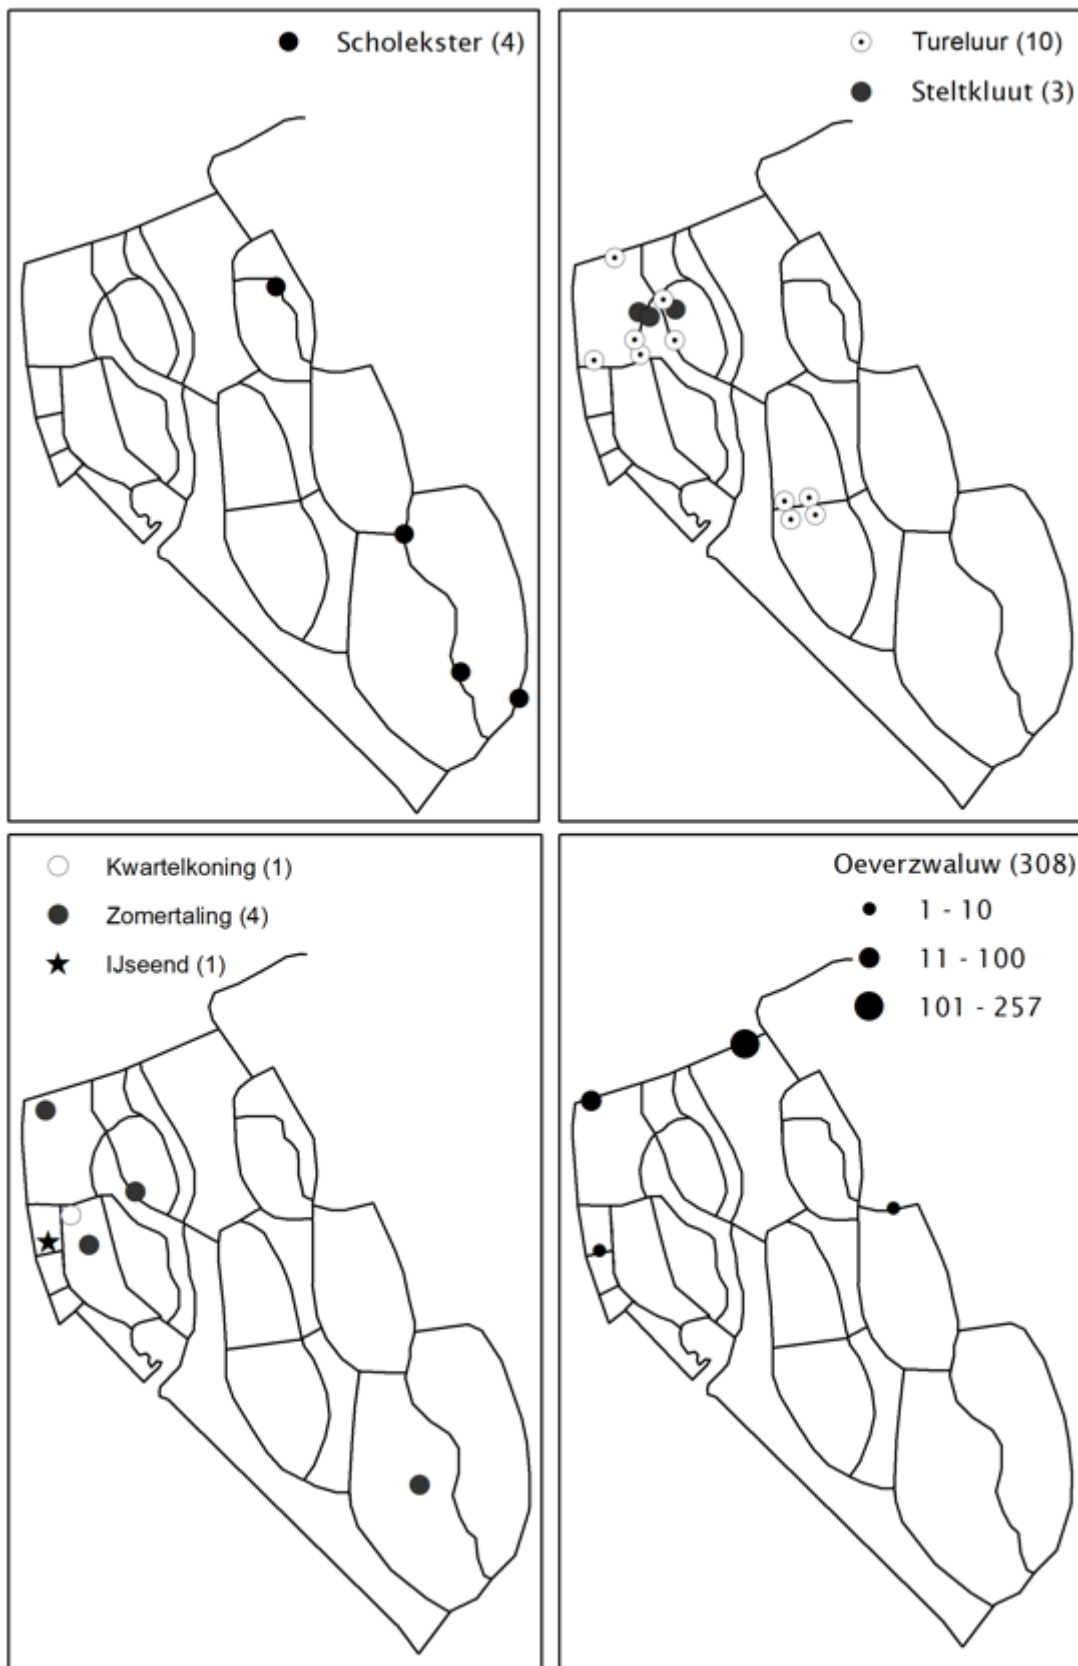 Scholekster (4)
Tureluur (10)
Steltkluut (3)
Kwartelkoning (1)
Zomertaling (4)
IJseend (1)
Oeverzwaluw (308)
1 - 10
11 - 100
101 - 257